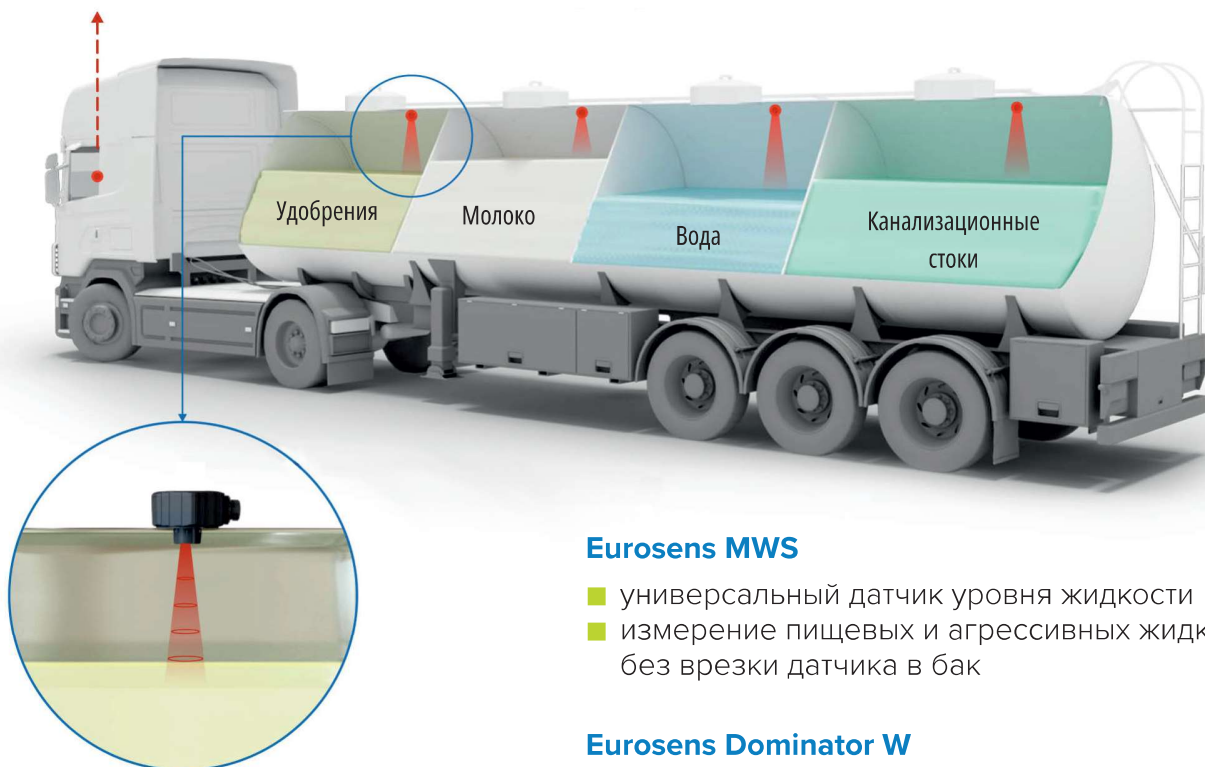 Удобрения
Молоко
Вода
Канализационные
стоки
Eurosens MWS
универсальный датчик уровня жидкости
измерение пищевых и агрессивных
без врезки датчика в бак
Eurosens Dominator W